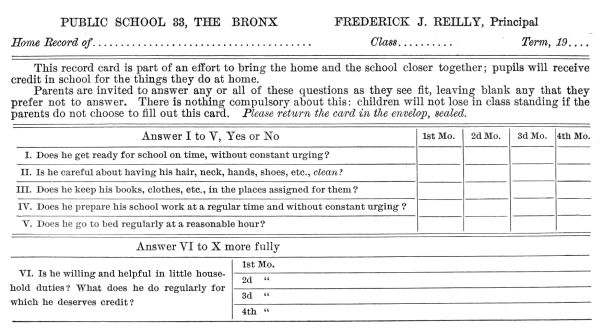 PUBLIC SCHOOL 33, THE BRONX FREDERICK J. REILLY, Principal
Home Record of....................................... Class.......... Term, 19....
This record card is part of an effort to bring the home and the school closer together; pupils will receive
credit in school for the things they do at home.
Parents are invited to answer any or all of these questions as they see fit, leaving blank any that they
prefer not to answer. There is nothing compulsory about this: children will not lose in class standing if the
parents do not choose to fill out this card. Please return the card in the envelop, sealed.
Answer I to V, Yes or No 1st Mo. 2d Mo. 3d Mo. 4th Mo.
I. Does he get ready for school on time, without constant urging?
II. Is he careful about having his hair, neck, hands, shoes, etc., clean?
III. Does he keep his books, clothes, etc., in the places assigned for them?
IV. Does he prepare his school work at a regular time and without constant urging?
V. Does he go to bed regularly at a reasonable hour?
Answer VI to X more fully
VI. Is he willing and helpful in little house-
hold duties? What does he do regularly for
which he deserves credit?
1st Mo.
2d “
3d “
4th “